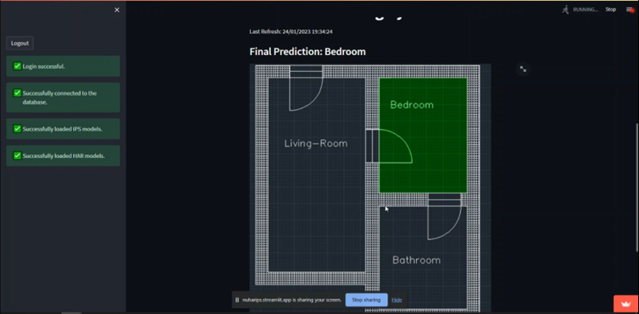 RUNNING...
Stop
Last Refresh: 24/01/2023 19:34:24
Logout
Final Prediction: Bedroom
Login successful.
Successfully connected to the
database.
Successfully loaded IPS models.
Successfully loaded HAR models.
Bedroom
Living-Room
Bathroom
nuhanips.streamlit.app is sharing your screen.
Stop sharing
Hide